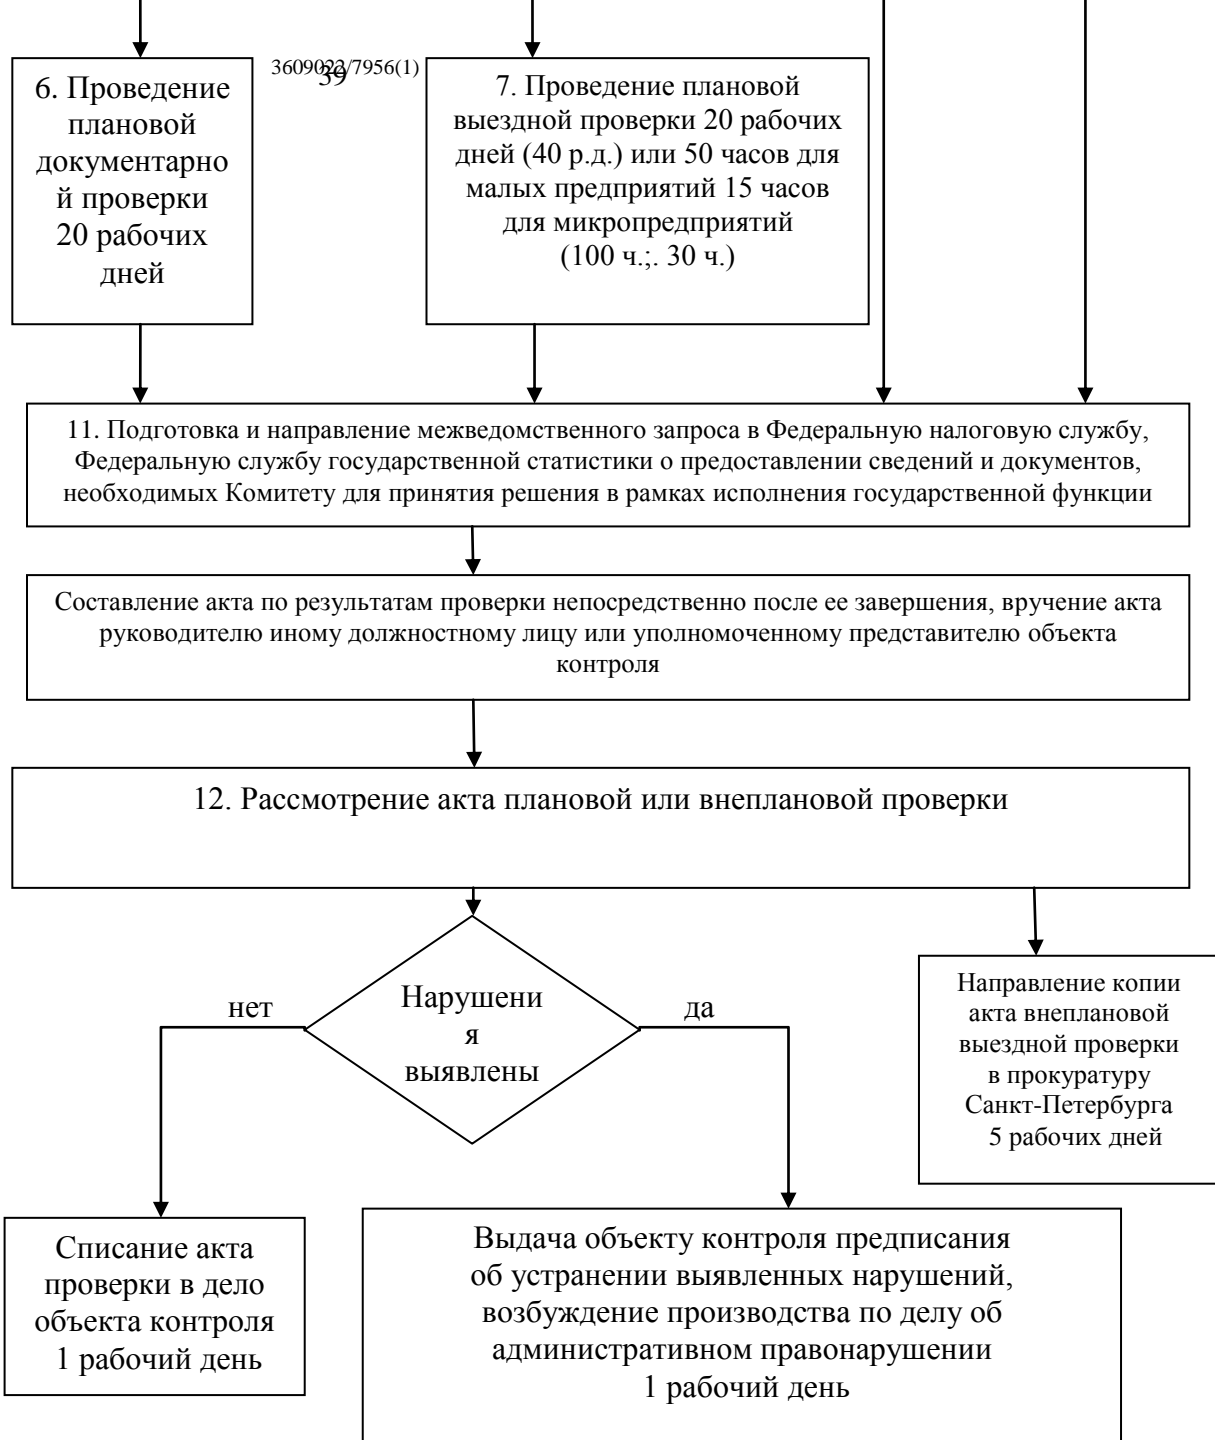 3609022/7956(1)
39
6. Проведение
плановой
документарно
й проверки
20 рабочих
дней
7. Проведение плановой
выездной проверки 20 рабочих
дней (40 р.д.) или 50 часов для
малых предприятий 15 часов
для микропредприятий
(100 ч.;. 30 ч.)
11. Подготовка и направление межведомственного запроса в Федеральную налоговую службу,
Федеральную службу государственной статистики о предоставлении сведений и документов,
необходимых Комитету для принятия решения в рамках исполнения государственной функции
Составление акта по результатам проверки непосредственно после ее завершения, вручение акта
руководителю иному должностному лицу или уполномоченному представителю объекта
контроля
12. Рассмотрение акта плановой или внеплановой проверки
нет
Нарушени
я
выявлены
да
Направление копии
акта внеплановой
выездной проверки
в прокуратуру
Санкт-Петербурга
5 рабочих дней
Списание акта
проверки в дело
объекта контроля
1 рабочий день
Выдача объекту контроля предписания
об устранении выявленных нарушений,
возбуждение производства по делу об
административном правонарушении
1 рабочий день